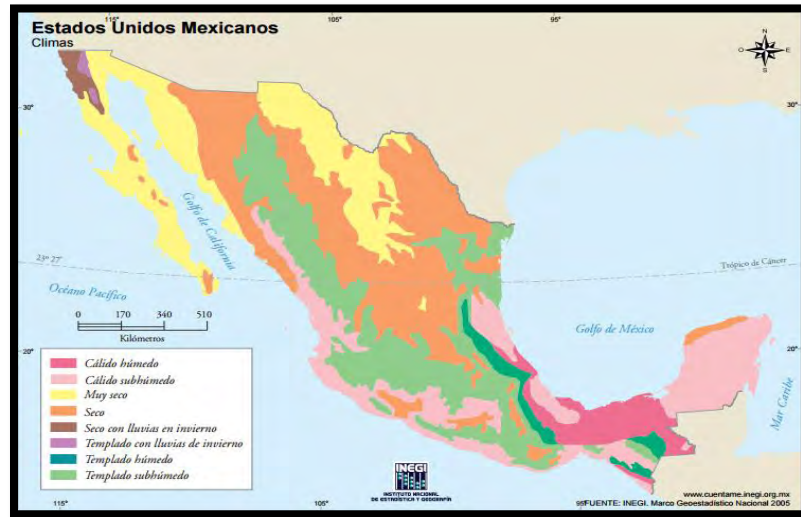 115°
105°
95°
Estados Unidos Mexicanos
Climas
N
O
E
S
30°
30°
Golfo de California
23° 27'
Trópico de Cáncer
Océano Pacífico
0 170 340 510
Kilómetros
Golfo de México
20°
20°
Mar Caribe
Cálido húmedo
Cálido subhúmedo
Muy seco
Seco
Seco con lluvias en invierno
Templado con lluvias de invierno
Templado húmedo
Templado subhúmedo
INEGI
INSTITUTO NACIONAL
DE ESTADÍSTICA Y GEOGRAFÍA
www.cuentame.inegi.org.mx
FUENTE: INEGI. Marco Geoestadístico Nacional 2005
115°
105°
95°